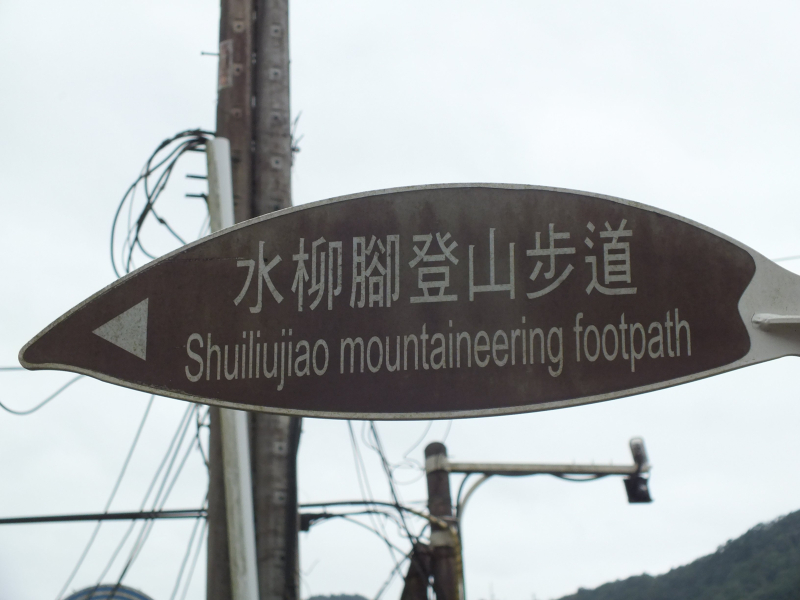 水柳腳登山步道
Shuiliujiao mountaineering footpath